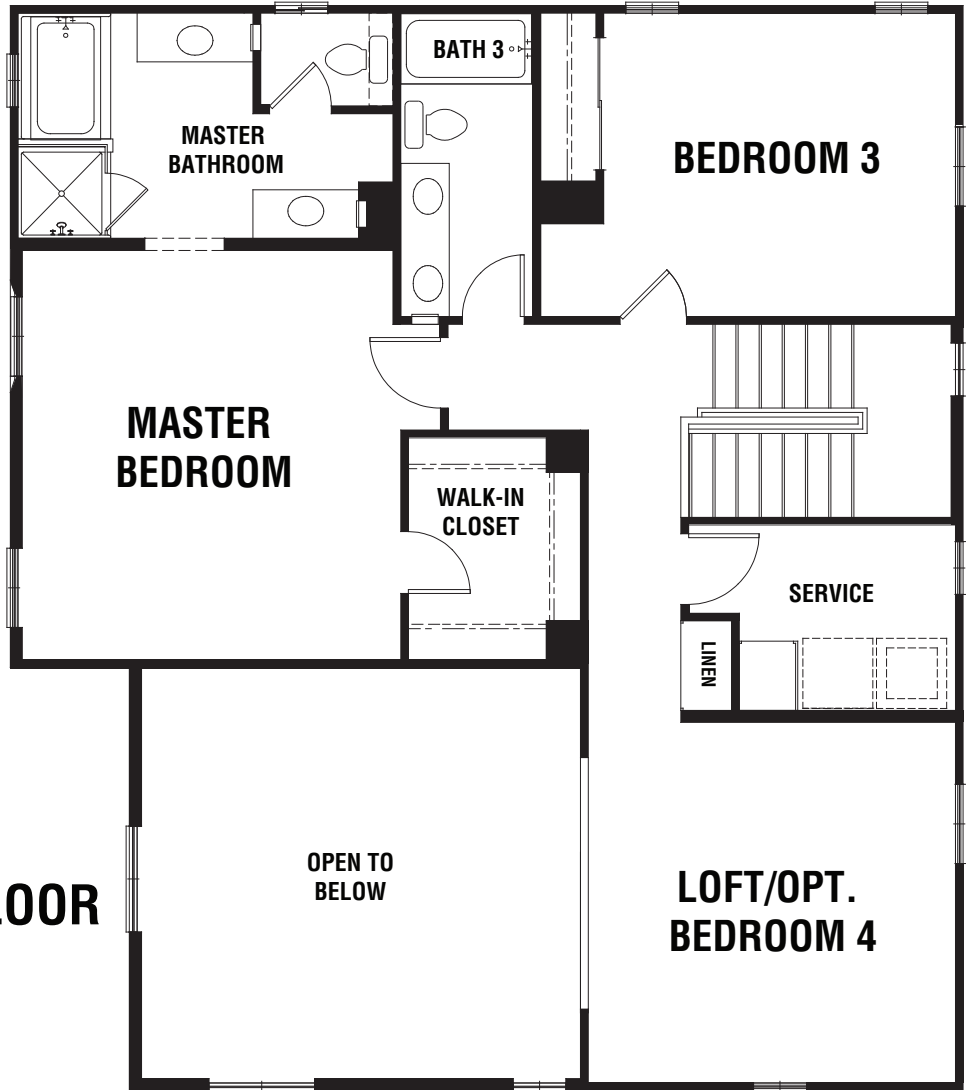 BATH 3
MASTER
BATHROOM
BEDROOM 3
MASTER
BEDROOM
WALK-IN
CLOSET
SERVICE
LINEN
OPEN TO
BELOW
LOFT/OPT.
BEDROOM 4